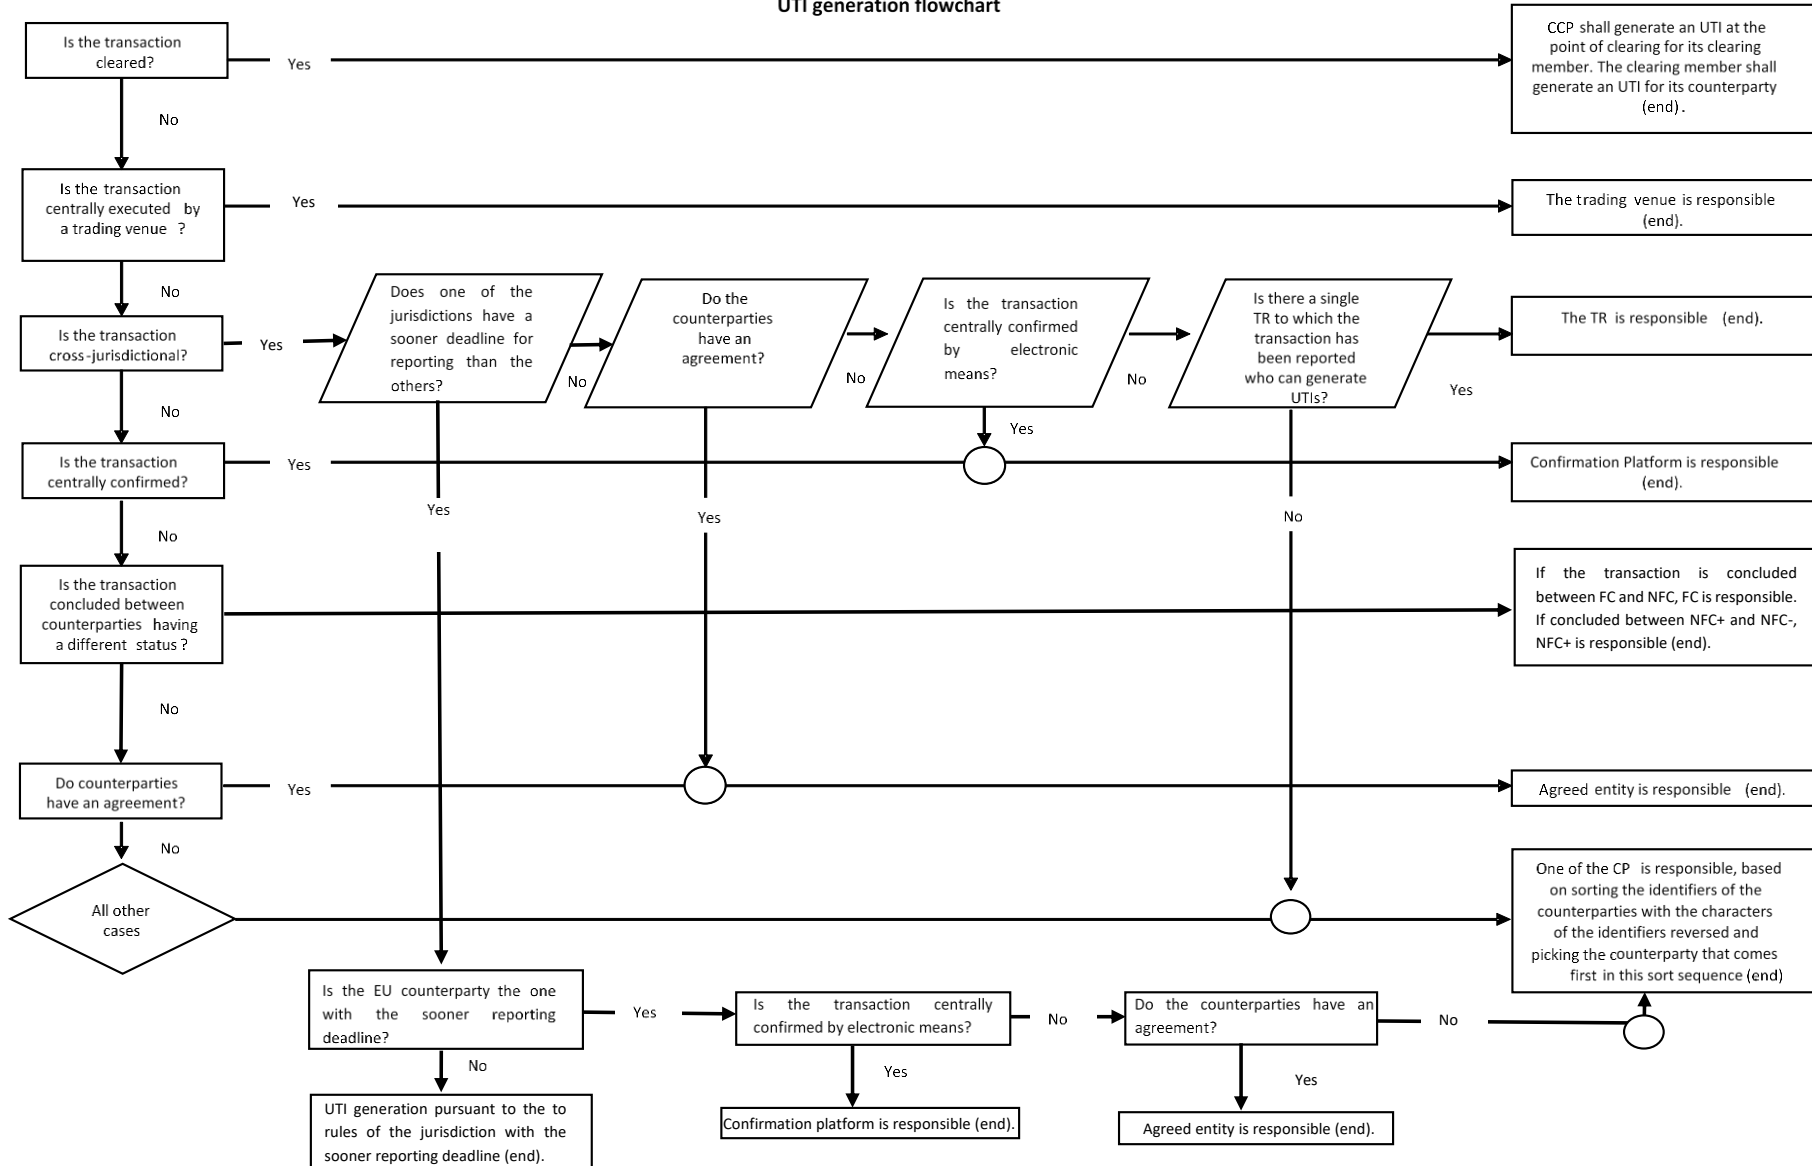 UTI generation flowchart
Is the transaction
cleared?
Yes
CCP shall generate an UTI at the
point of clearing for its clearing
member. The clearing member shall
generate an UTI for its counterparty
(end).
No
Is the transaction
centrally executed by
a trading venue ?
Yes
The trading venue is responsible
(end).
No
Is the transaction
cross-jurisdictional?
Yes
Does one of the
jurisdictions have a
sooner deadline for
reporting than the
others?
No
Do the
counterparties
have an
agreement?
No
Is the transaction
centrally confirmed
by electronic
means?
No
Is there a single
TR to which the
transaction has
been reported
who can generate
UTIs?
Yes
The TR is responsible (end).
No
Yes
Is the transaction
centrally confirmed?
Yes
Confirmation Platform is responsible
(end).
Yes
Yes
No
No
Is the transaction
concluded between
counterparties having
a different status ?
If the transaction is concluded
between FC and NFC, FC is responsible.
If concluded between NFC+ and NFC-,
NFC+ is responsible (end).
No
Do counterparties
have an agreement?
Yes
Agreed entity is responsible (end).
No
All other
cases
One of the CP is responsible, based
on sorting the identifiers of the
counterparties with the characters
of the identifiers reversed and
picking the counterparty that comes
first in this sort sequence (end)
Is the EU counterparty the one
with the sooner reporting
deadline?
Yes
Is the transaction centrally
confirmed by electronic means?
No
Do the counterparties have an
agreement?
No
No
Yes
Yes
UTI generation pursuant to the to
rules of the jurisdiction with the
sooner reporting deadline (end).
Confirmation platform is responsible (end).
Agreed entity is responsible (end).